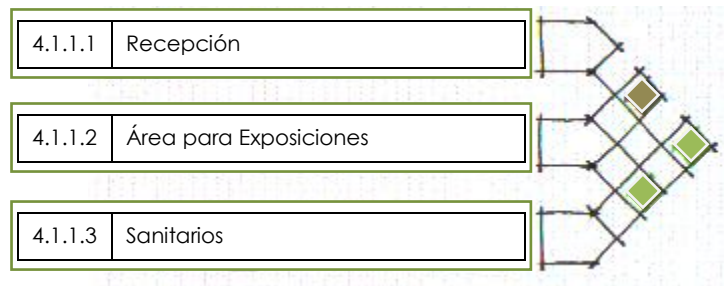 4.1.1.1 Recepción
4.1.1.2 Área para Exposiciones
4.1.1.3 Sanitarios